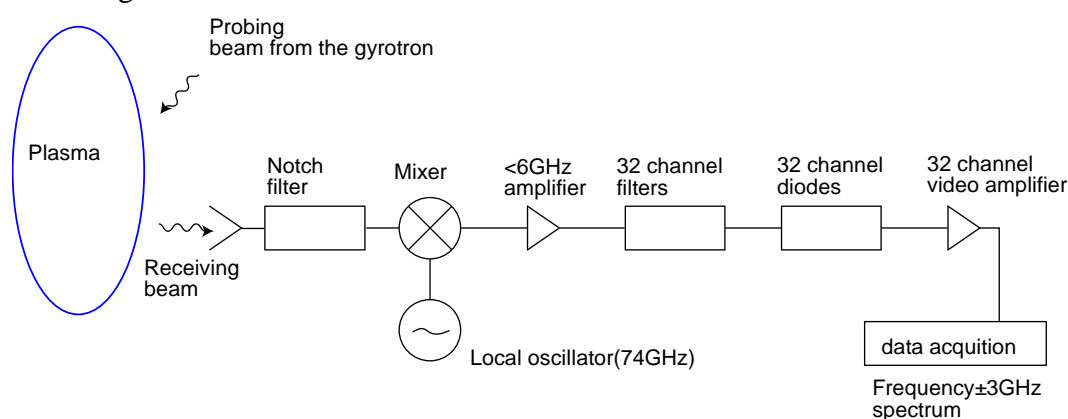 Probing
beam from the gyrotron
Plasma
Notch
filter
Mixer
<6GHz
amplifier
32 channel
filters
32 channel
diodes
32 channel
video amplifier
Receiving
beam
Local oscillator(74GHz)
data acquition
Frequency±3GHz
spectrum